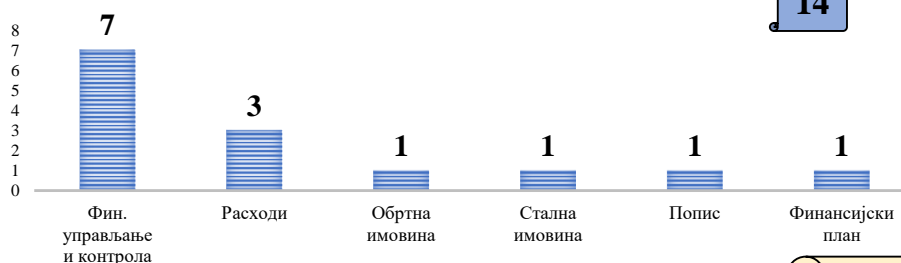 14
7
3
1
1
1
1
8
7
6
5
4
3
2
1
0
Фин.
управљање
и контрола
Расходи
Обртна
имовина
Стална
имовина
Попис
Финансијски
план